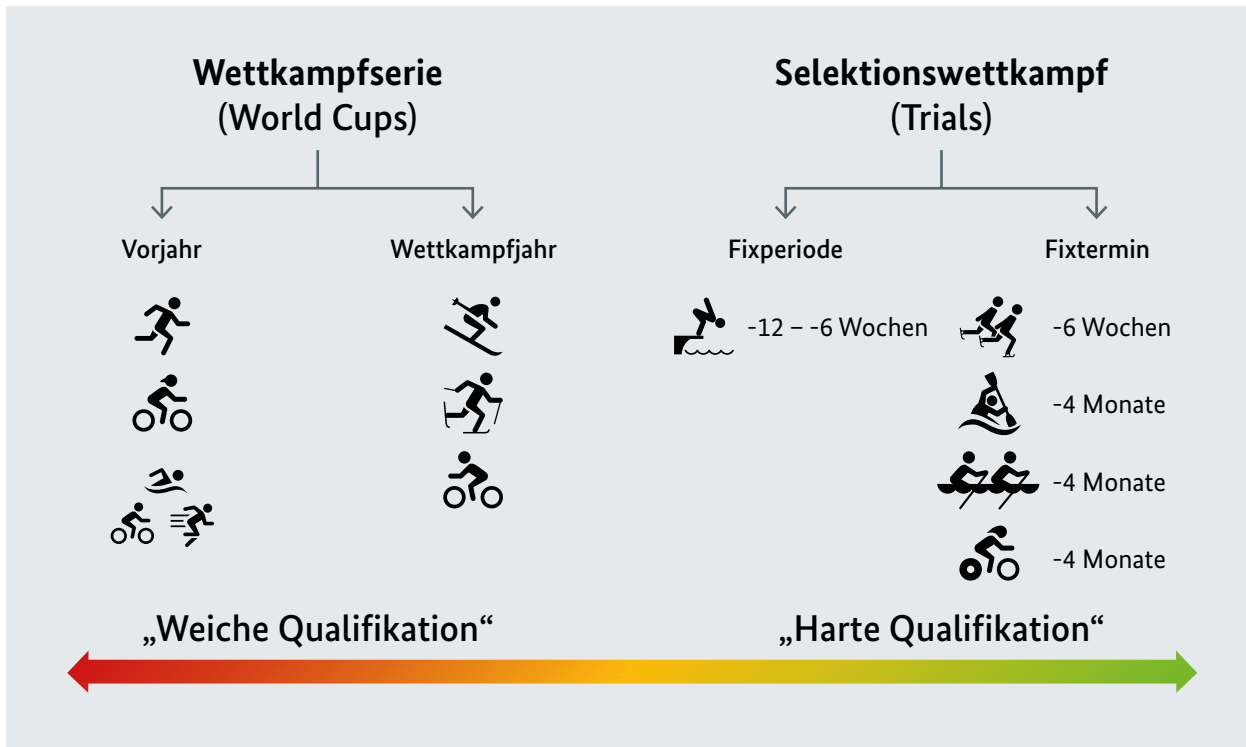 Wettkampfserie
(World Cups)
Selektionswettkampf
(Trials)
Vorjahr
Wettkampfjahr
Fixperiode
Fixtermin
-12 – -6 Wochen
-6 Wochen
-4 Monate
-4 Monate
-4 Monate
„Weiche Qualifikation“
„Harte Qualifikation“